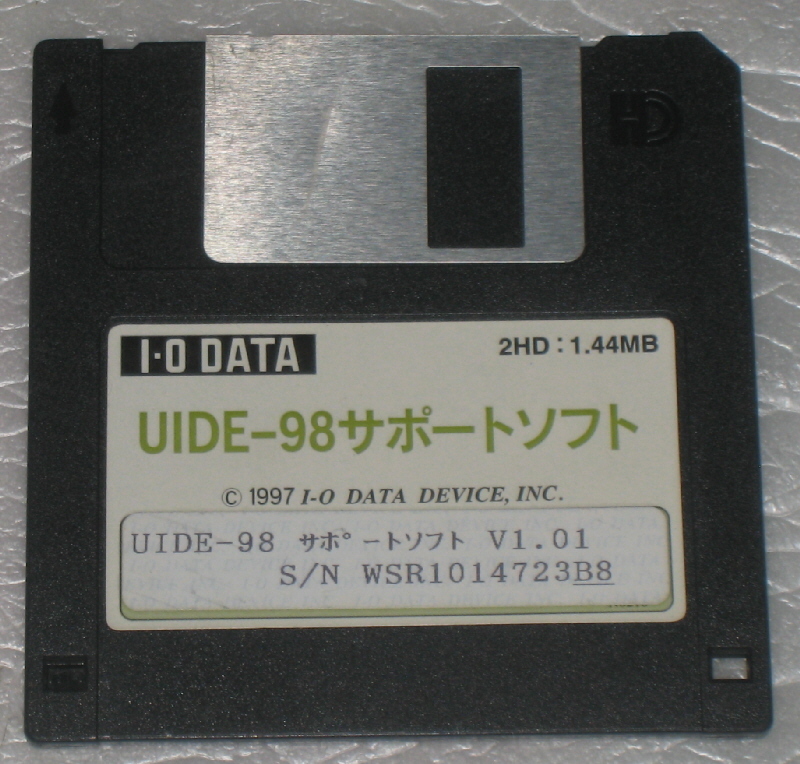 HD
I·O DATA
2HD：1.44MB
UIDE-98サポートソフト
© 1997 I-O DATA DEVICE, INC.
UIDE-98 ｻﾎﾟｰﾄｿﾌﾄ V1.01
S/N WSR1014723B8